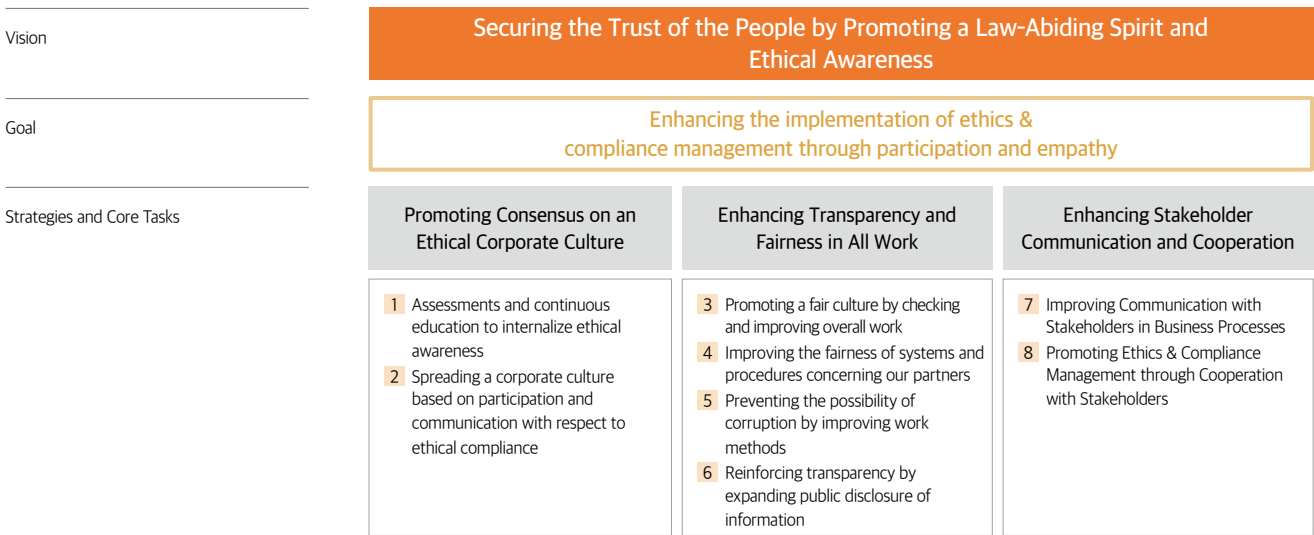 Vision
Securing the Trust of the People by Promoting a Law-Abiding Spirit and
Ethical Awareness
Goal
Enhancing the implementation of ethics &
compliance management through participation and empathy
Strategies and Core Tasks
Promoting Consensus on an
Ethical Corporate Culture
1 Assessments and continuous
education to internalize ethical
awareness
2 Spreading a corporate culture
based on participation and
communication with respect to
ethical compliance
Enhancing Transparency and
Fairness in All Work
3 Promoting a fair culture by checking
and improving overall work
4 Improving the fairness of systems and
procedures concerning our partners
5 Preventing the possibility of
corruption by improving work
methods
6 Reinforcing transparency by
expanding public disclosure of
information
Enhancing Stakeholder
Communication and Cooperation
7 Improving Communication with
Stakeholders in Business Processes
8 Promoting Ethics & Compliance
Management through Cooperation
with Stakeholders